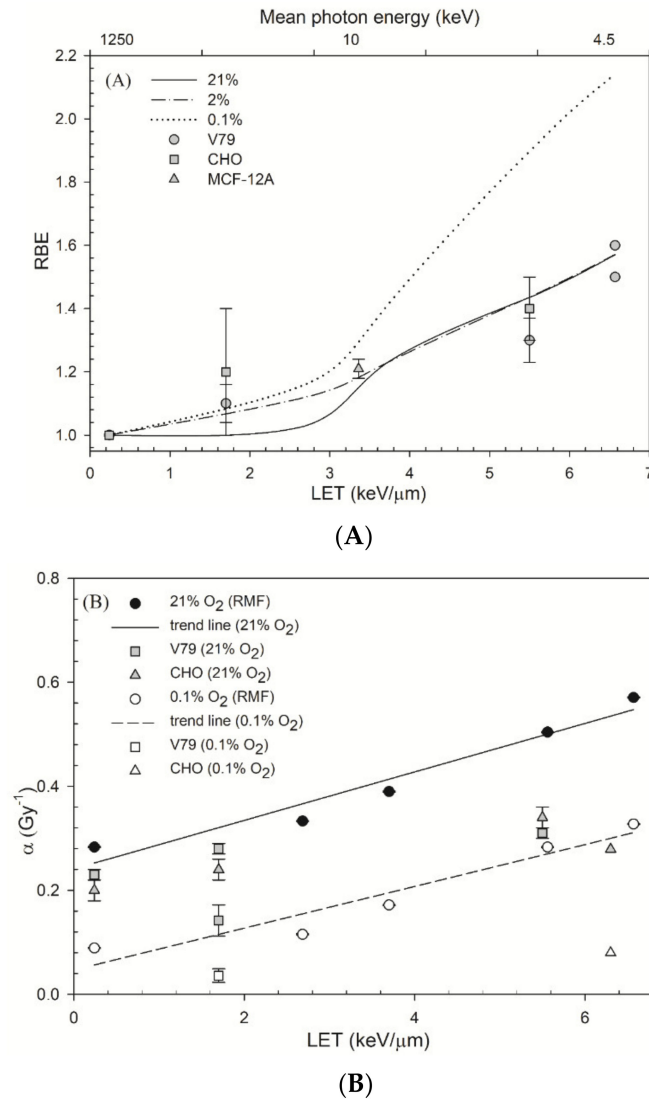 Mean photon energy (keV)
1250 10 4.5
2.2
(A)
21%
2%
0.1%
V79
CHO
MCF-12A
2.0
1.8
1.6
1.4
1.2
1.0
RBE
0 1 2 3 4 5 6 7
LET (keV/μm)
(A)
0.8
(B)
21% O2 (RMF)
trend line (21% O2)
V79 (21% O2)
CHO (21% O2)
0.1% O2 (RMF)
trend line (0.1% O2)
V79 (0.1% O2)
CHO (0.1% O2)
0.6
0.4
0.2
0.0
α (Gy-1)
0 2 4 6
LET (keV/μm)
(B)